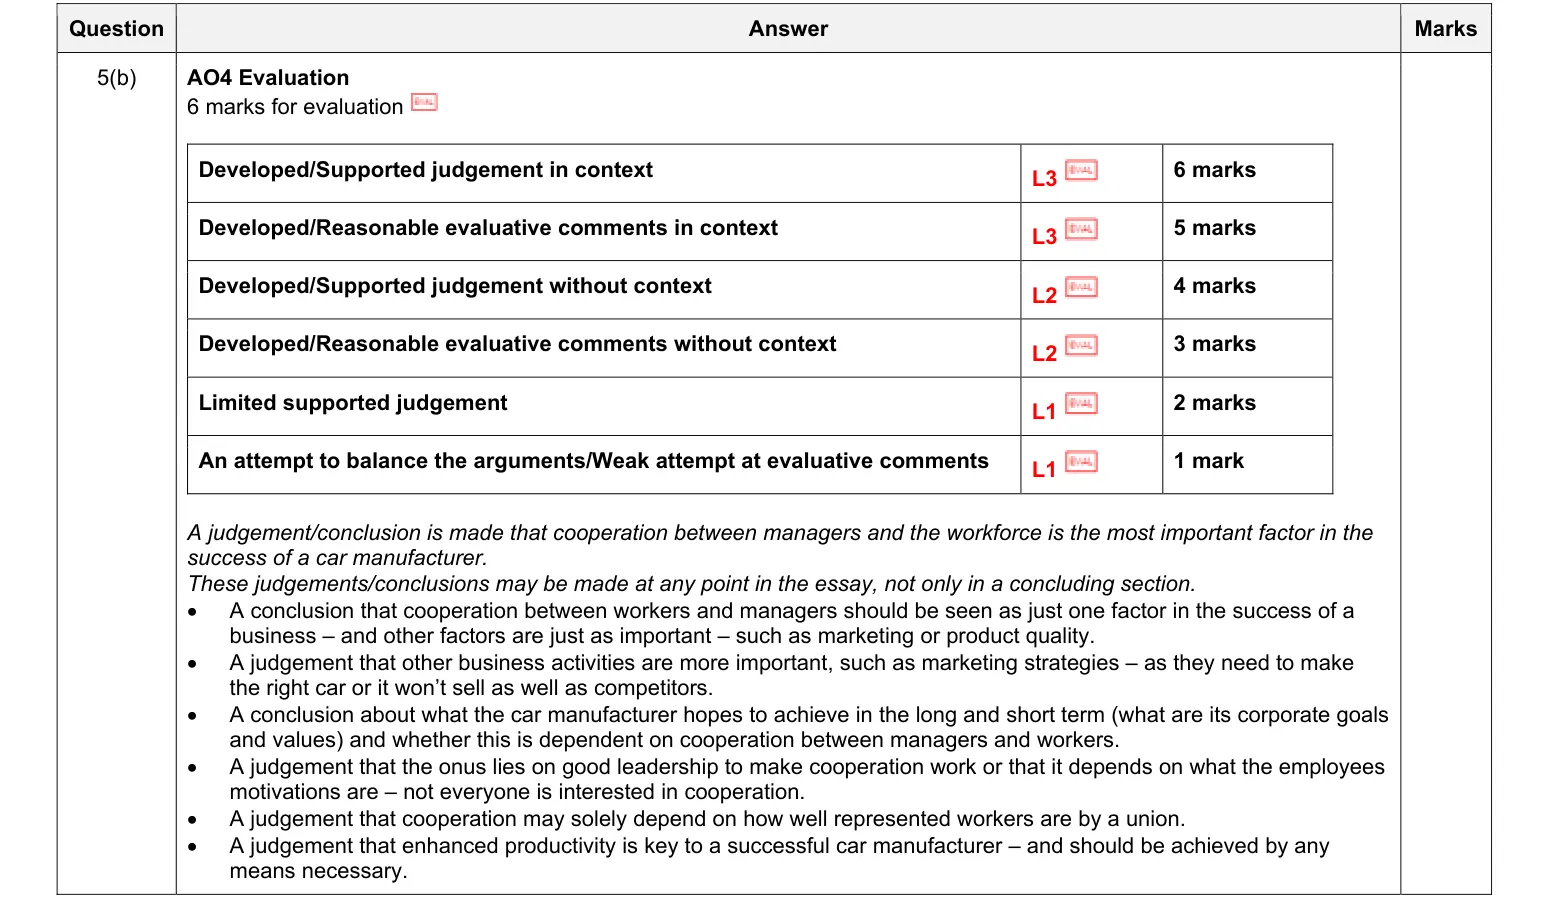 Question Answer Marks
5(b) AO4 Evaluation
6 marks for evaluation EVAL
Developed/Supported judgement in context L3 EVAL 6 marks
Developed/Reasonable evaluative comments in context L3 EVAL 5 marks
Developed/Supported judgement without context L2 EVAL 4 marks
Developed/Reasonable evaluative comments without context L2 EVAL 3 marks
Limited supported judgement L1 EVAL 2 marks
An attempt to balance the arguments/Weak attempt at evaluative comments L1 EVAL 1 mark
A judgement/conclusion is made that cooperation between managers and the workforce is the most important factor in the
success of a car manufacturer.
These judgements/conclusions may be made at any point in the essay, not only in a concluding section.
• A conclusion that cooperation between workers and managers should be seen as just one factor in the success of a
business – and other factors are just as important – such as marketing or product quality.
• A judgement that other business activities are more important, such as marketing strategies – as they need to make
the right car or it won’t sell as well as competitors.
• A conclusion about what the car manufacturer hopes to achieve in the long and short term (what are its corporate goals
and values) and whether this is dependent on cooperation between managers and workers.
• A judgement that the onus lies on good leadership to make cooperation work or that it depends on what the employees
motivations are – not everyone is interested in cooperation.
• A judgement that cooperation may solely depend on how well represented workers are by a union.
• A judgement that enhanced productivity is key to a successful car manufacturer – and should be achieved by any
means necessary.